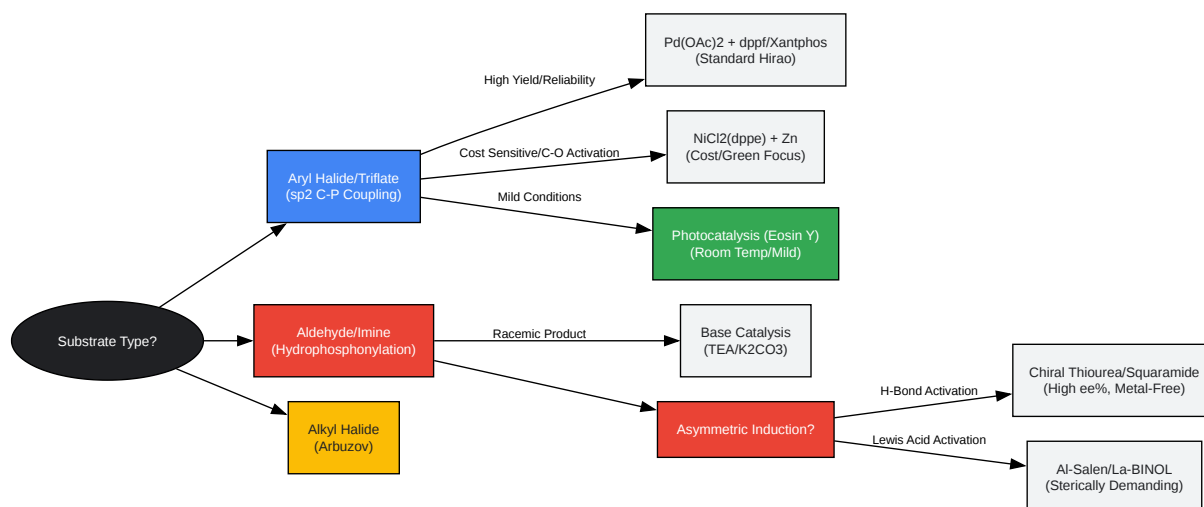 Pd(OAc)2 + dppf/Xantphos
(Standard Hirao)
High Yield/Reliability
NiCl2(dppe) + Zn
(Cost/Green Focus)
Cost Sensitive/C-O Activation
Aryl Halide/Triflate
(sp2 C-P Coupling)
Mild Conditions
Photocatalysis (Eosin Y)
(Room Temp/Mild)
Substrate Type?
Aldehyde/Imine
(Hydrophosphonylation)
Racemic Product
Base Catalysis
(TEA/K2CO3)
Alkyl Halide
(Arbuzov)
Asymmetric Induction?
H-Bond Activation
Chiral Thiourea/Squaramide
(High ee%, Metal-Free)
Lewis Acid Activation
Al-Salen/La-BINOL
(Sterically Demanding)